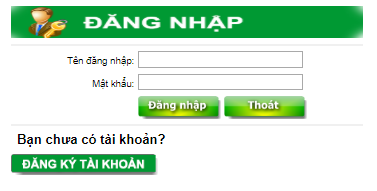 ĐĂNG NHẬP
Tên đăng nhập:
Mật khẩu:
Đăng nhập Thoát
Bạn chưa có tài khoản?
ĐĂNG KÝ TÀI KHOẢN